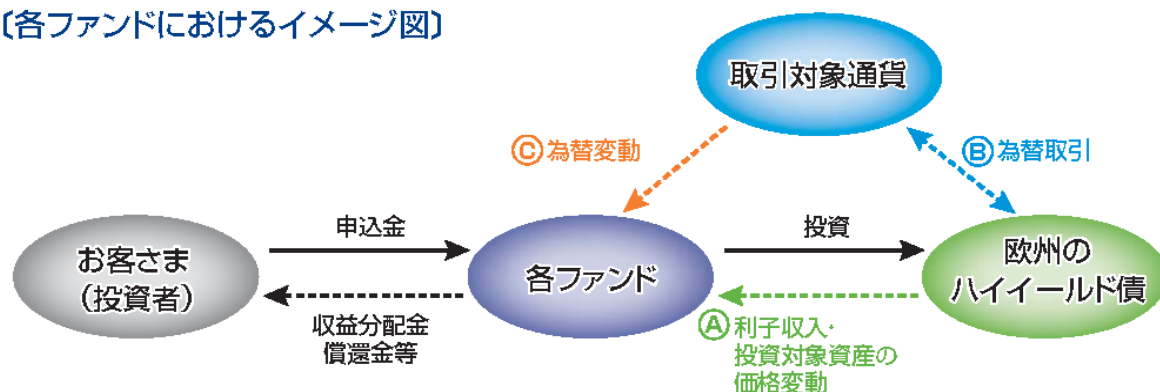 〔各ファンドにおけるイメージ図〕
取引対象通貨
Ⓒ為替変動
Ⓑ為替取引
申込金
投資
お客さま
（投資者）
各ファンド
欧州の
ハイイールド債
収益分配金
償還金等
Ⓐ利子収入・
投資対象資産の
価格変動